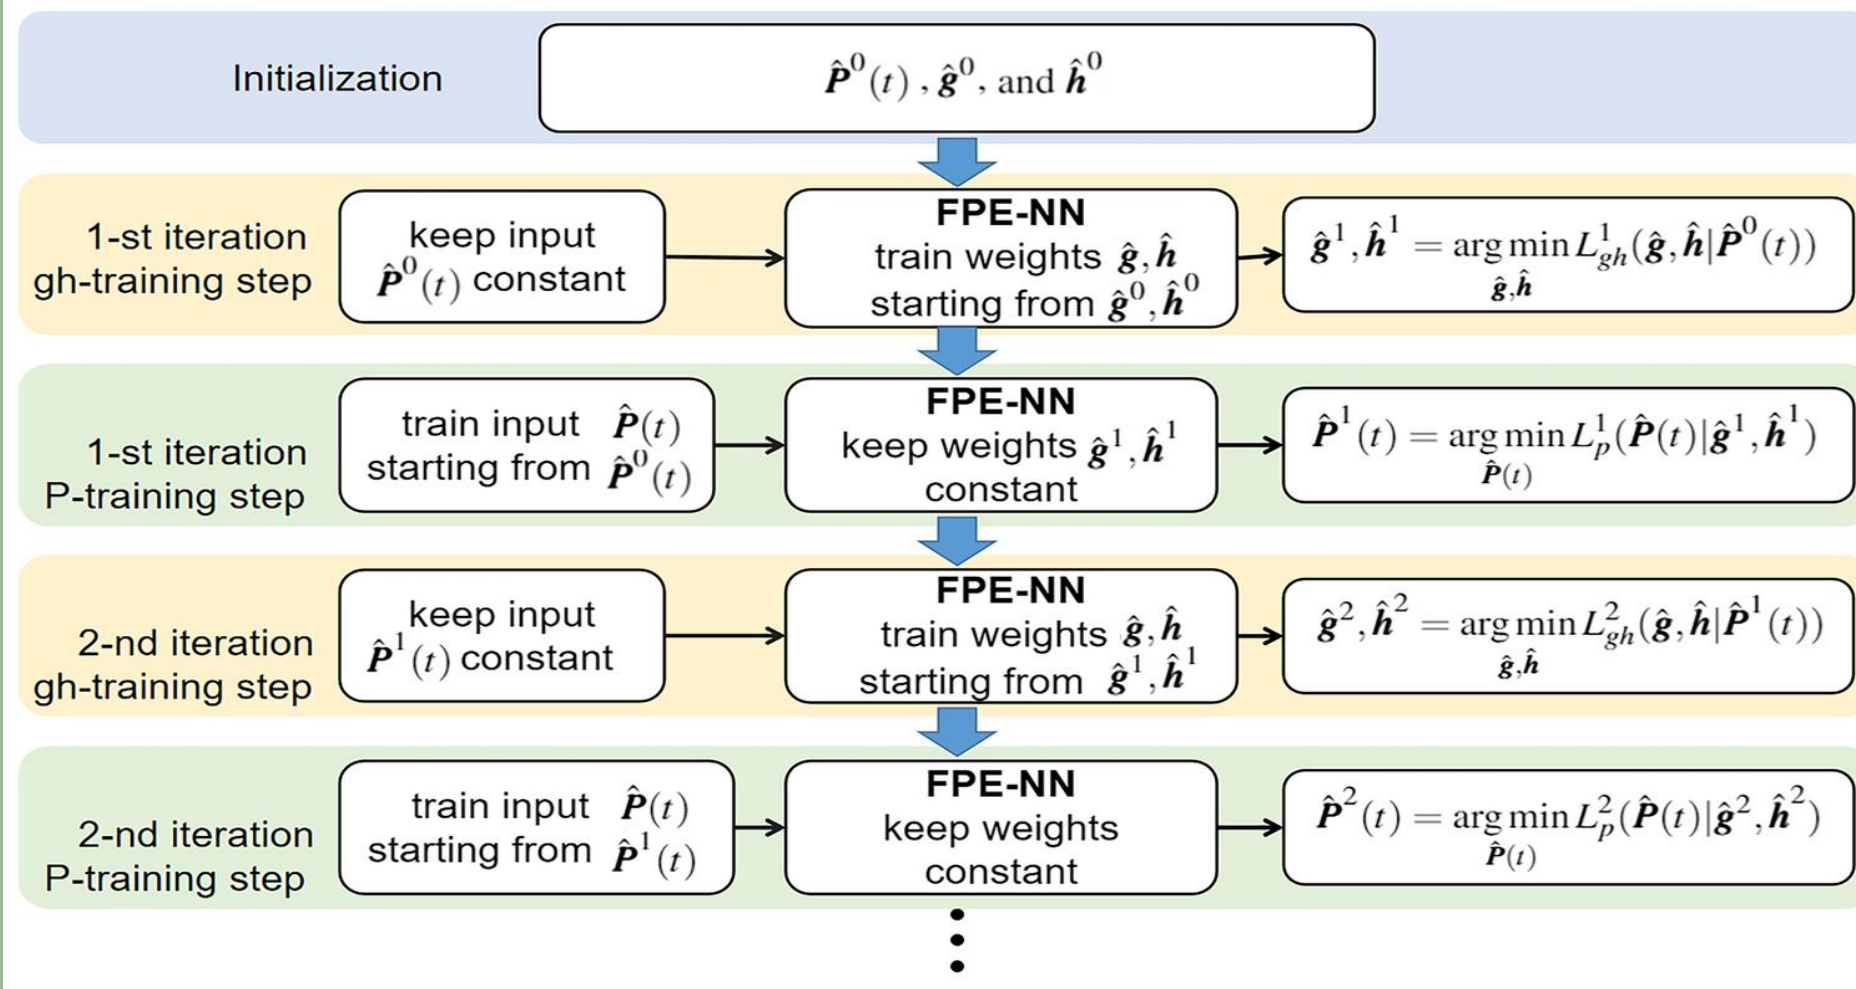 Initialization
P̂⁰(t) , ĝ⁰, and ĥ⁰
1-st iteration
gh-training step
keep input
P̂⁰(t) constant
FPE-NN
train weights ĝ,ĥ
starting from ĝ⁰,ĥ⁰
ĝ¹,ĥ¹ = arg min L¹_gh(ĝ,ĥ|P̂⁰(t))
ĝ,ĥ
1-st iteration
P-training step
train input P̂(t)
starting from P̂⁰(t)
FPE-NN
keep weights ĝ¹,ĥ¹
constant
P̂¹(t) = arg min L¹_p(P̂(t)|ĝ¹,ĥ¹)
P̂(t)
2-nd iteration
gh-training step
keep input
P̂¹(t) constant
FPE-NN
train weights ĝ,ĥ
starting from ĝ¹,ĥ¹
ĝ²,ĥ² = arg min L²_gh(ĝ,ĥ|P̂¹(t))
ĝ,ĥ
2-nd iteration
P-training step
train input P̂(t)
starting from P̂¹(t)
FPE-NN
keep weights
constant
P̂²(t) = arg min L²_p(P̂(t)|ĝ²,ĥ²)
P̂(t)